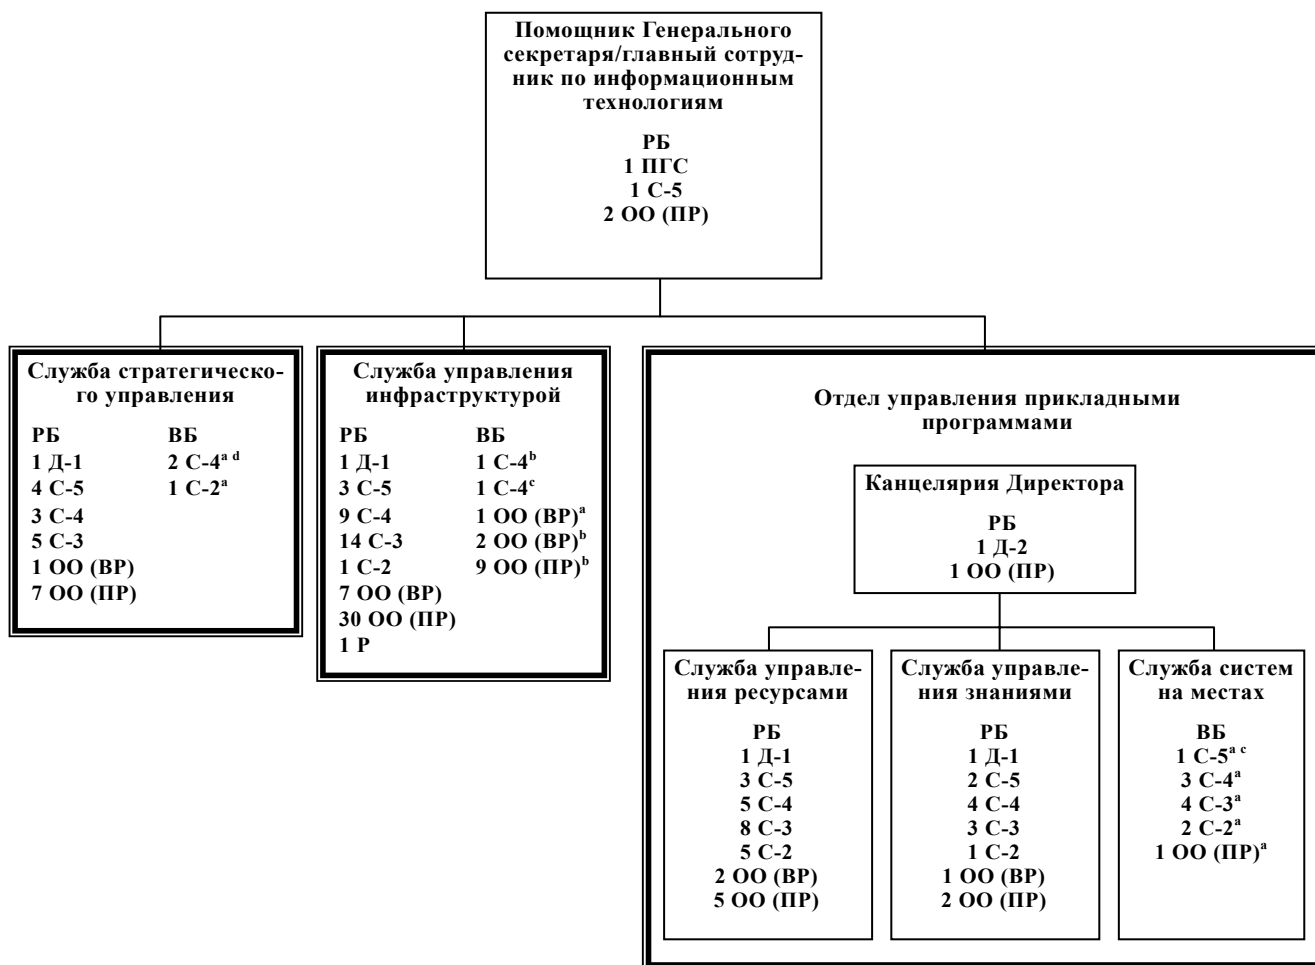 Помощник Генерального
секретаря/главный сотруд-
ник по информационным
технологиям
РБ
1 ПГС
1 С-5
2 ОО (ПР)
Служба стратегическо-
го управления
РБ
1 Д-1
4 С-5
3 С-4
5 С-3
1 ОО (ВР)
7 ОО (ПР)
ВБ
2 С-4ᵃ ᵈ
1 С-2ᵃ
Служба управления
инфраструктурой
РБ
1 Д-1
3 С-5
9 С-4
14 С-3
1 С-2
7 ОО (ВР)
30 ОО (ПР)
1 Р
ВБ
1 С-4ᵇ
1 С-4ᶜ
1 ОО (ВР)ᵃ
2 ОО (ВР)ᵇ
9 ОО (ПР)ᵇ
Отдел управления прикладными
программами
Канцелярия Директора
РБ
1 Д-2
1 ОО (ПР)
Служба управле-
ния ресурсами
РБ
1 Д-1
3 С-5
5 С-4
8 С-3
5 С-2
2 ОО (ВР)
5 ОО (ПР)
Служба управле-
ния знаниями
РБ
1 Д-1
2 С-5
4 С-4
3 С-3
1 С-2
1 ОО (ВР)
2 ОО (ПР)
Служба систем
на местах
ВБ
1 С-5ᵃ ᶜ
3 С-4ᵃ
4 С-3ᵃ
2 С-2ᵃ
1 ОО (ПР)ᵃ